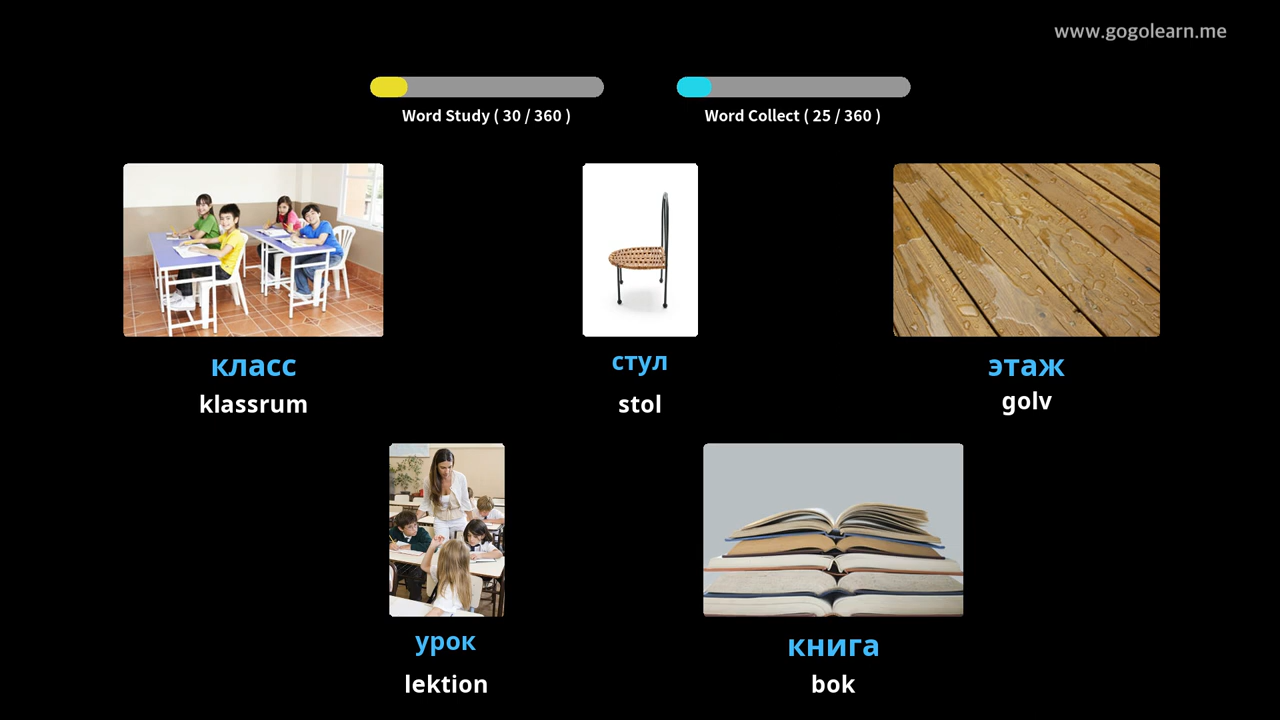 www.gogolearn.me
Word Study ( 30 / 360 )
Word Collect ( 25 / 360 )
класс
стул
этаж
klassrum
stol
golv
урок
книга
lektion
bok